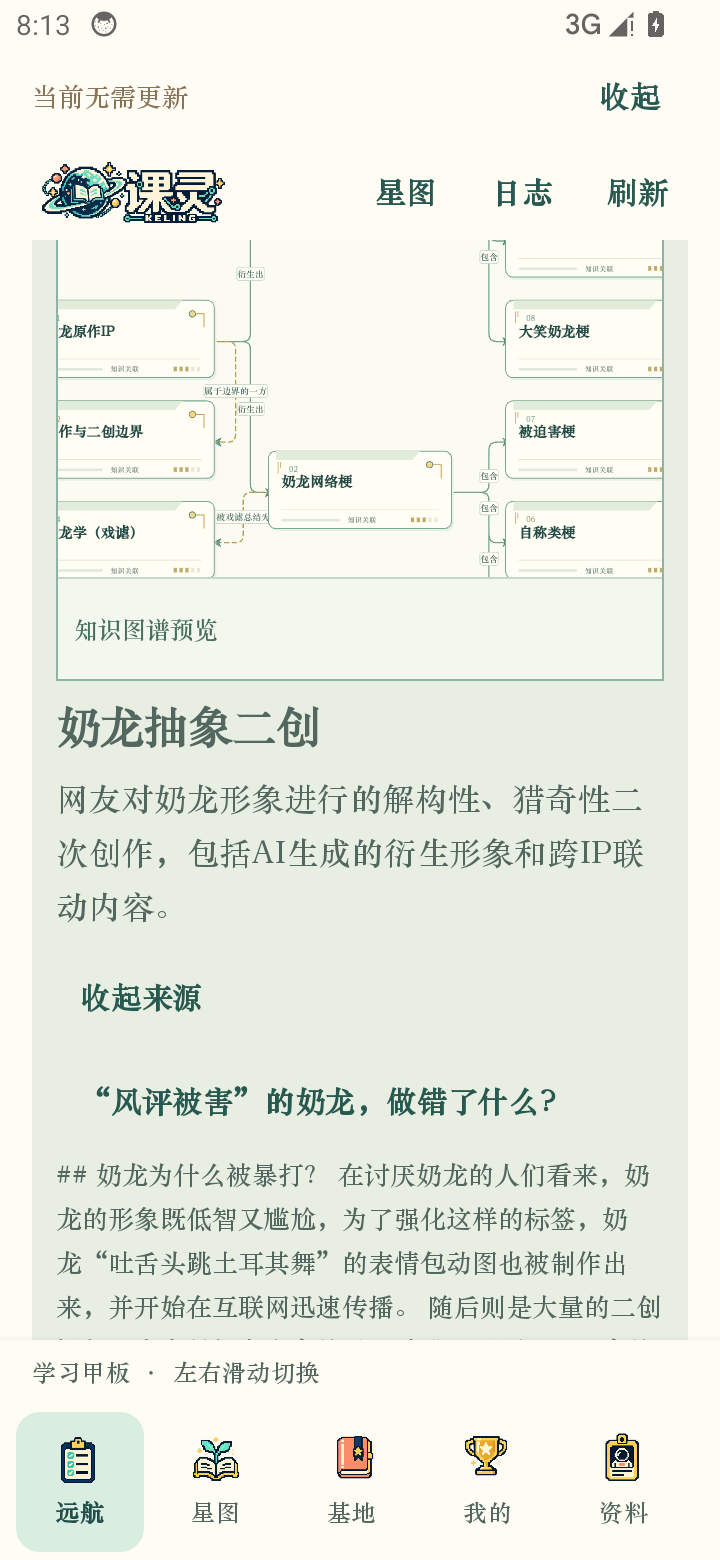 8:13
3G
当前无需更新
收起
课灵
KELING
星图
日志
刷新
衍生出
包含
知识关联
龙原作IP
知识关联
08
大笑奶龙梗
知识关联
属于边界的一方
衍生出
作与二创边界
知识关联
07
被迫害梗
知识关联
02
奶龙网络梗
知识关联
包含
包含
被戏谑总结为
龙学（戏谑）
知识关联
06
自称类梗
知识关联
包含
知识图谱预览
奶龙抽象二创
网友对奶龙形象进行的解构性、猎奇性二
次创作，包括AI生成的衍生形象和跨IP联
动内容。
收起来源
“风评被害”的奶龙，做错了什么？
## 奶龙为什么被暴打？ 在讨厌奶龙的人们看来，奶
龙的形象既低智又尴尬，为了强化这样的标签，奶
龙“吐舌头跳土耳其舞”的表情包动图也被制作出
来，并开始在互联网迅速传播。 随后则是大量的二创
学习甲板 · 左右滑动切换
远航
星图
基地
我的
资料